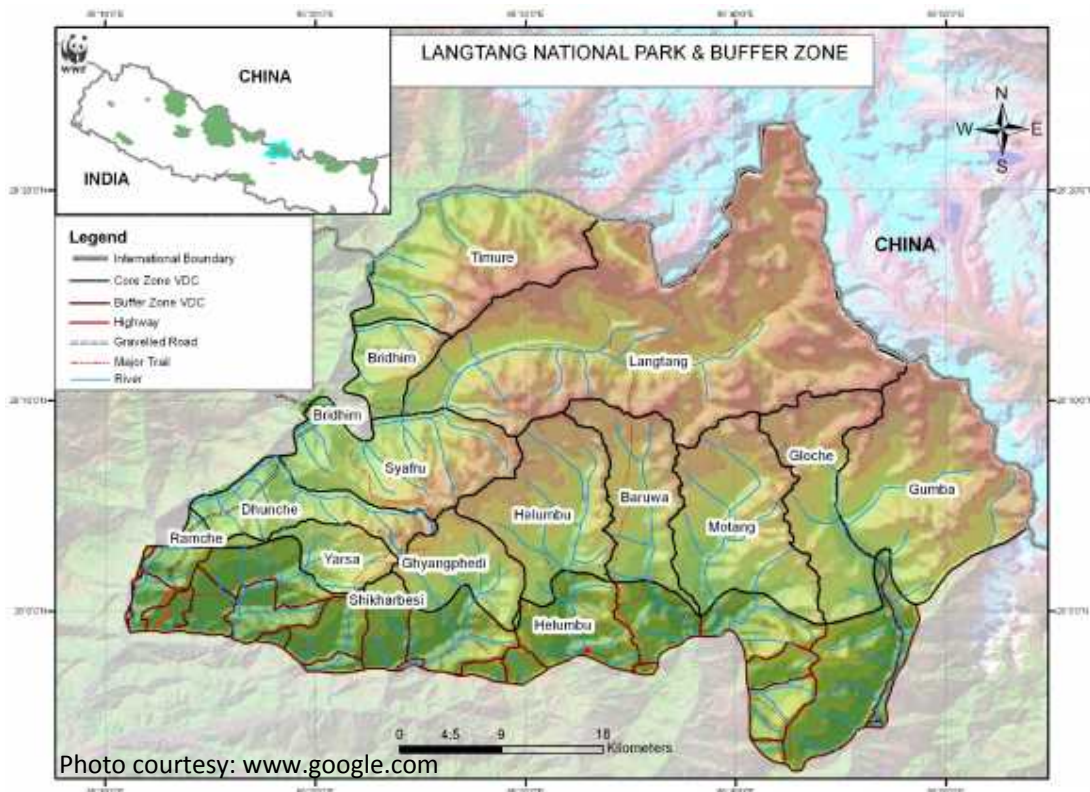 LANGTANG NATIONAL PARK & BUFFER ZONE
WWF
CHINA
INDIA
N
W E
S
Legend
International Boundary
Core Zone VDC
Buffer Zone VDC
Highway
Gravelled Road
Major Trail
River
CHINA
Timure
Bridhim
Langtang
Bridhim
Syafru
Gloche
Gumba
Dhunche
Helumbu
Baruwa
Motang
Ramche
Yarsa
Ghyangphedi
Shikharbesi
Helumbu
0 4.5 9 18
Kilometers
Photo courtesy: www.google.com